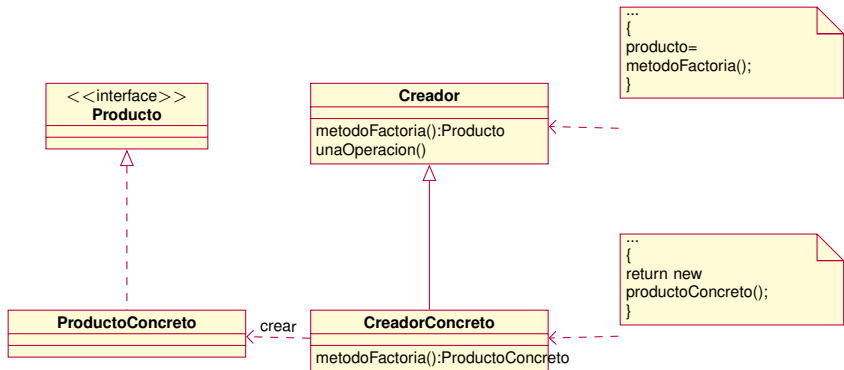 <<interface>>
Producto
Creador
metodoFactoria():Producto
unaOperacion()
...
{
producto=
metodoFactoria();
}
ProductoConcreto
crear
CreadorConcreto
metodoFactoria():ProductoConcreto
...
{
return new
productoConcreto();
}